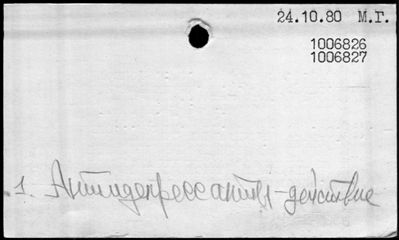 24.10.80 М.Г.
1006826
1006827
1. Антидепрессанты-действие